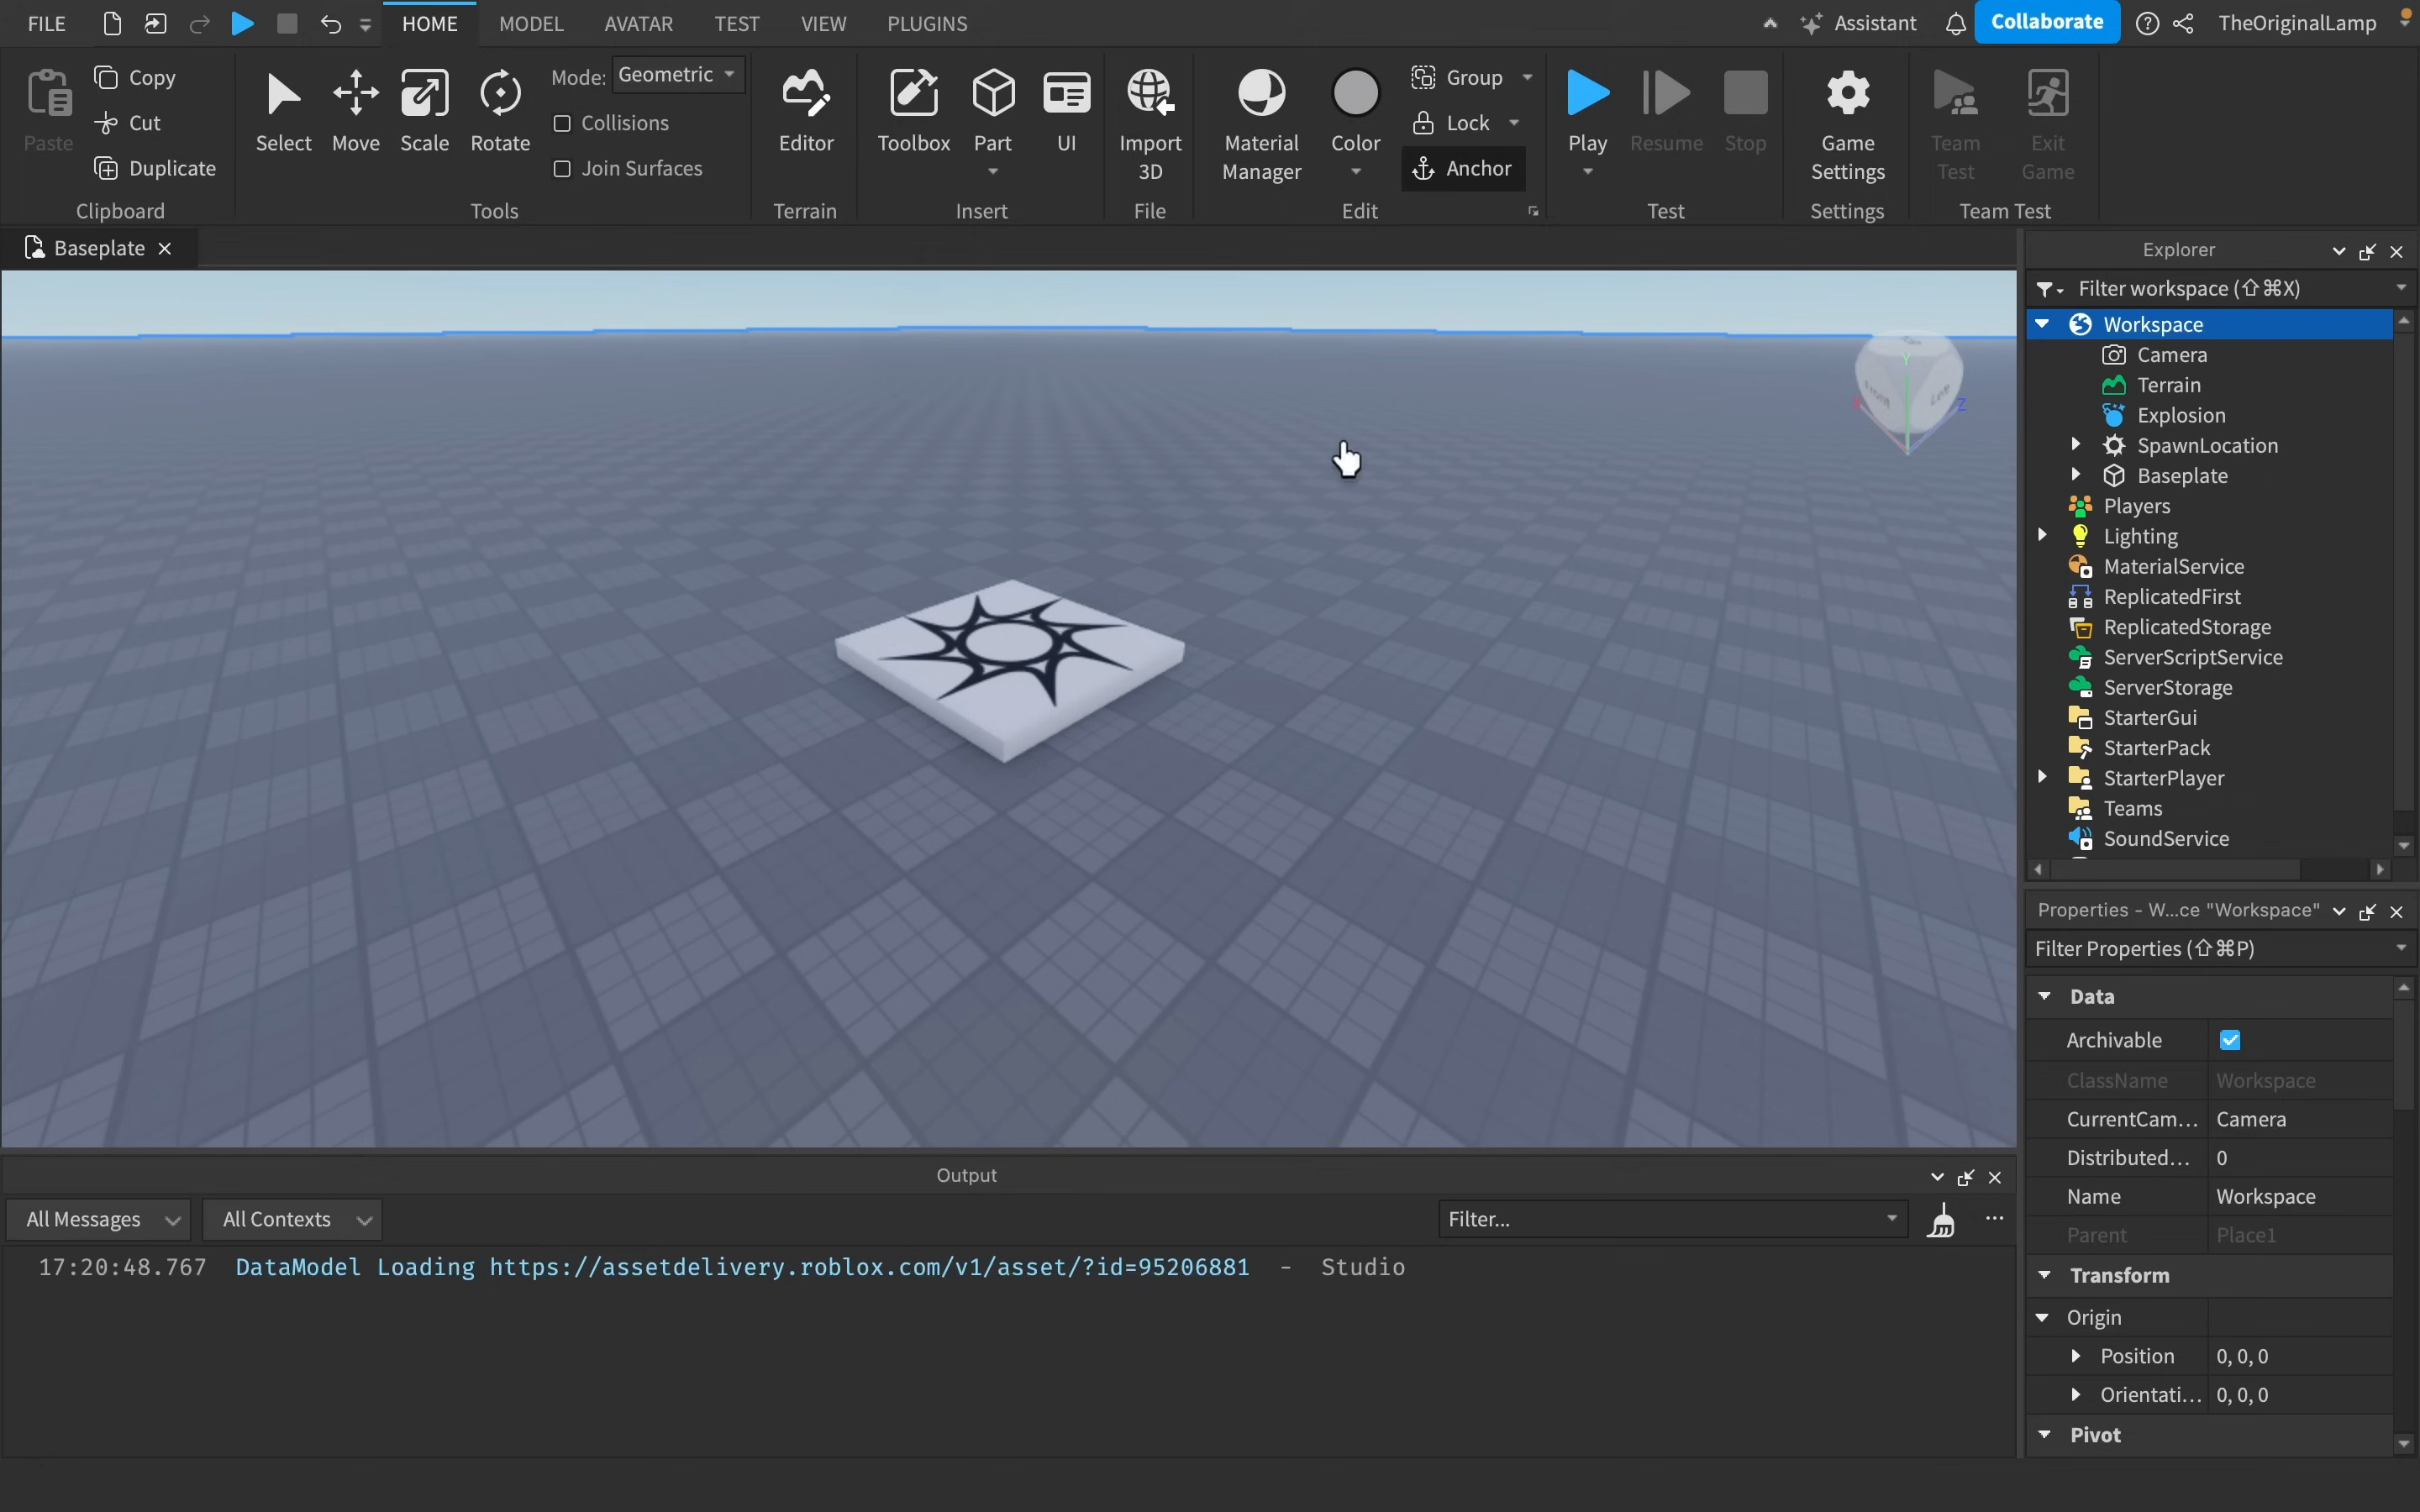 FILE
HOME
MODEL
AVATAR
TEST
VIEW
PLUGINS
Assistant
Collaborate
TheOriginalLamp
Paste
Copy
Cut
Duplicate
Clipboard
Select
Move
Scale
Rotate
Mode: Geometric
Collisions
Join Surfaces
Tools
Editor
Terrain
Toolbox
Part
UI
Insert
Import
3D
File
Material
Manager
Color
Group
Lock
Anchor
Edit
Play
Resume
Stop
Test
Game
Settings
Settings
Team
Test
Exit
Game
Team Test
Baseplate
Y
X
Z
Explorer
Filter workspace (⇧⌘X)
Workspace
Camera
Terrain
Explosion
SpawnLocation
Baseplate
Players
Lighting
MaterialService
ReplicatedFirst
ReplicatedStorage
ServerScriptService
ServerStorage
StarterGui
StarterPack
StarterPlayer
Teams
SoundService
Properties - W...ce "Workspace"
Filter Properties (⇧⌘P)
Data
Archivable
ClassName Workspace
CurrentCam... Camera
Distributed... 0
Name Workspace
Parent Place1
Transform
Origin
Position 0, 0, 0
Orientati... 0, 0, 0
Pivot
Output
All Messages
All Contexts
Filter...
17:20:48.767 DataModel Loading https://assetdelivery.roblox.com/v1/asset/?id=95206881 - Studio